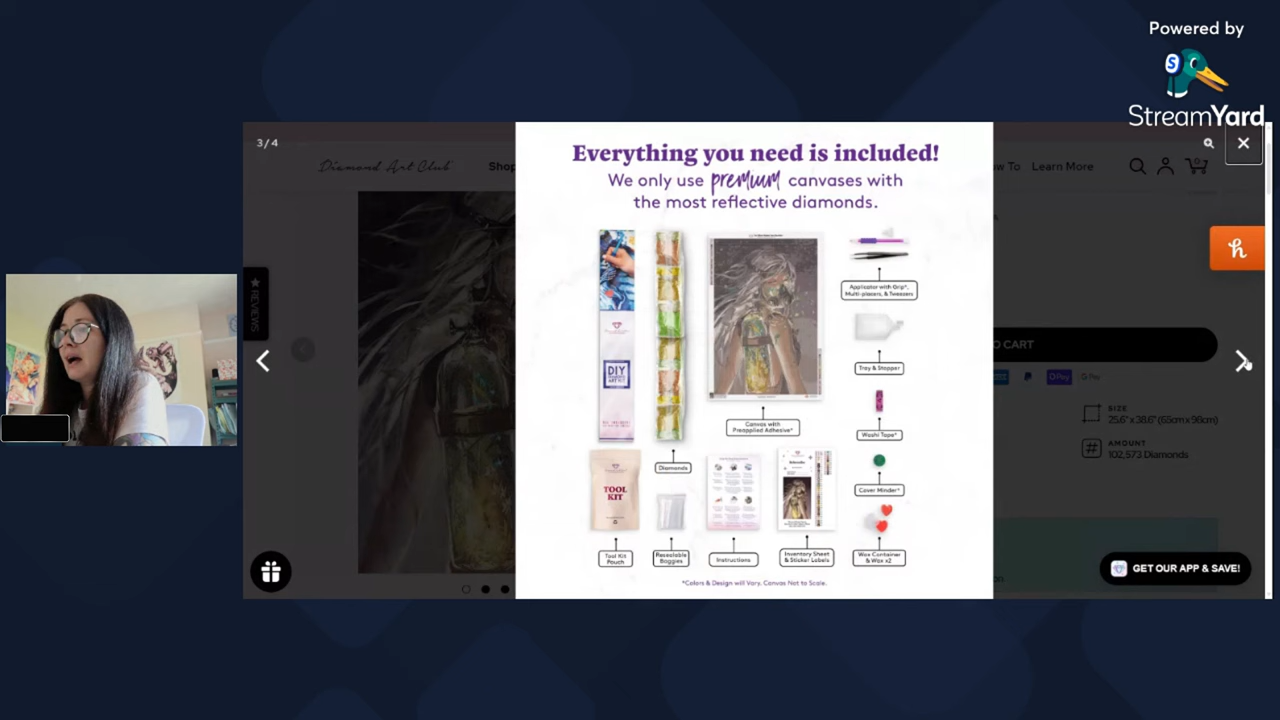 Powered by
StreamYard
3/4
Diamond Art Club
Shop
How To
Learn More
REVIEWS
Everything you need is included!
We only use premium canvases with
the most reflective diamonds.
DIY
Diamonds
Canvas with
Preapplied Adhesive*
Applicator with Grip*,
Multi-placers, & Tweezers
Tray & Stopper
Washi Tape*
Cover Minder*
TOOL
KIT
Tool Kit
Pouch
Resealable
Baggies
Instructions
Inventory Sheet
& Sticker Labels
Wax Container
& Wax x2
*Colors & Design will Vary. Canvas Not to Scale.
O CART
Pay
G Pay
SIZE
25.6" x 38.6" (65cm x 98cm)
AMOUNT
102,573 Diamonds
GET OUR APP & SAVE!